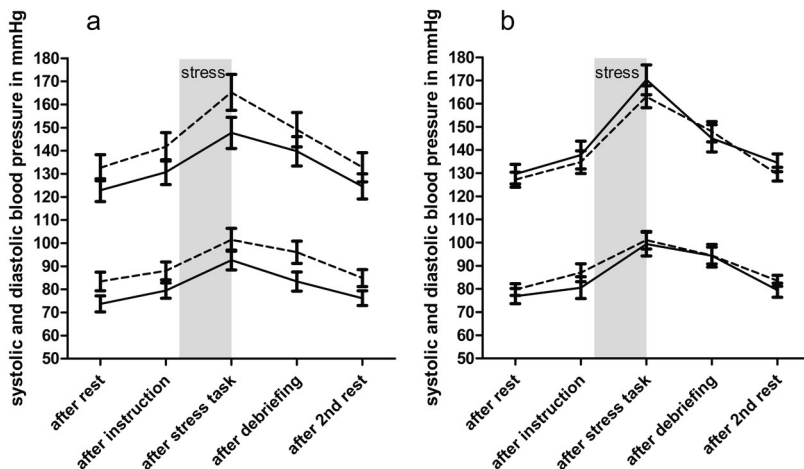 a
systolic and diastolic blood pressure in mmHg
180
170
160
150
140
130
120
110
100
90
80
70
60
50
stress
after rest
after instruction
after stress task
after debriefing
after 2nd rest
b
systolic and diastolic blood pressure in mmHg
180
170
160
150
140
130
120
110
100
90
80
70
60
50
stress
after rest
after instruction
after stress task
after debriefing
after 2nd rest